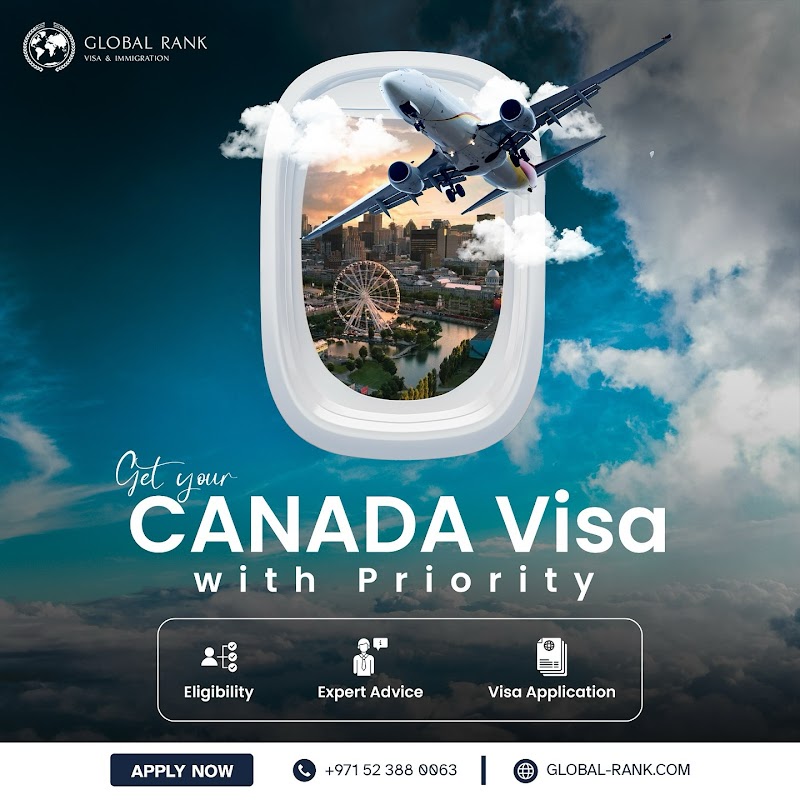 GLOBAL RANK
VISA & IMMIGRATION
Get your
CANADA Visa
with Priority
Eligibility
Expert Advice
Visa Application
APPLY NOW
+971 52 388 0063
GLOBAL-RANK.COM